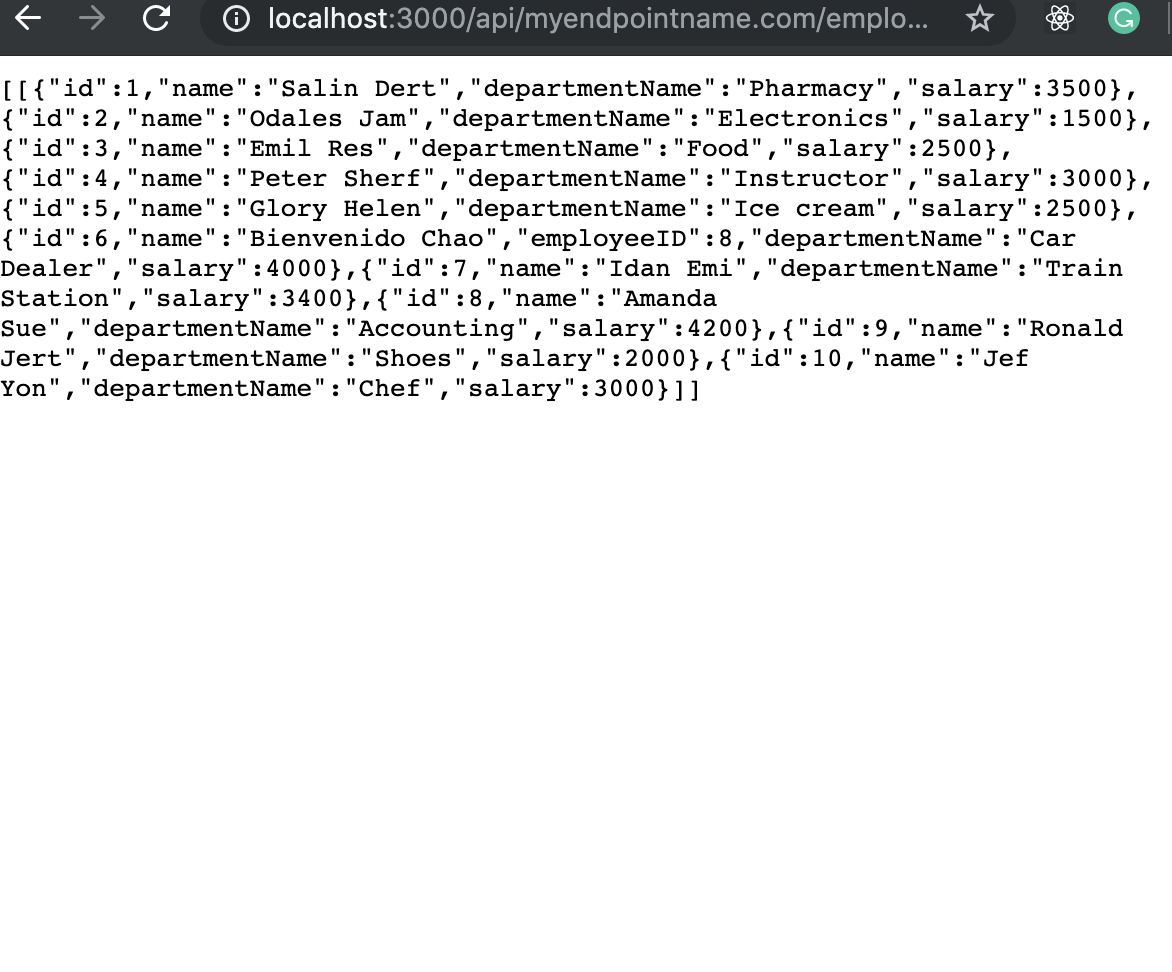 localhost:3000/api/myendpointname.com/emplo...
[[{"id":1,"name":"Salin Dert","departmentName":"Pharmacy","salary":3500},
{"id":2,"name":"Odales Jam","departmentName":"Electronics","salary":1500},
{"id":3,"name":"Emil Res","departmentName":"Food","salary":2500},
{"id":4,"name":"Peter Sherf","departmentName":"Instructor","salary":3000},
{"id":5,"name":"Glory Helen","departmentName":"Ice cream","salary":2500},
{"id":6,"name":"Bienvenido Chao","employeeID":8,"departmentName":"Car
Dealer","salary":4000},{"id":7,"name":"Idan Emi","departmentName":"Train
Station","salary":3400},{"id":8,"name":"Amanda
Sue","departmentName":"Accounting","salary":4200},{"id":9,"name":"Ronald
Jert","departmentName":"Shoes","salary":2000},{"id":10,"name":"Jef
Yon","departmentName":"Chef","salary":3000}]]